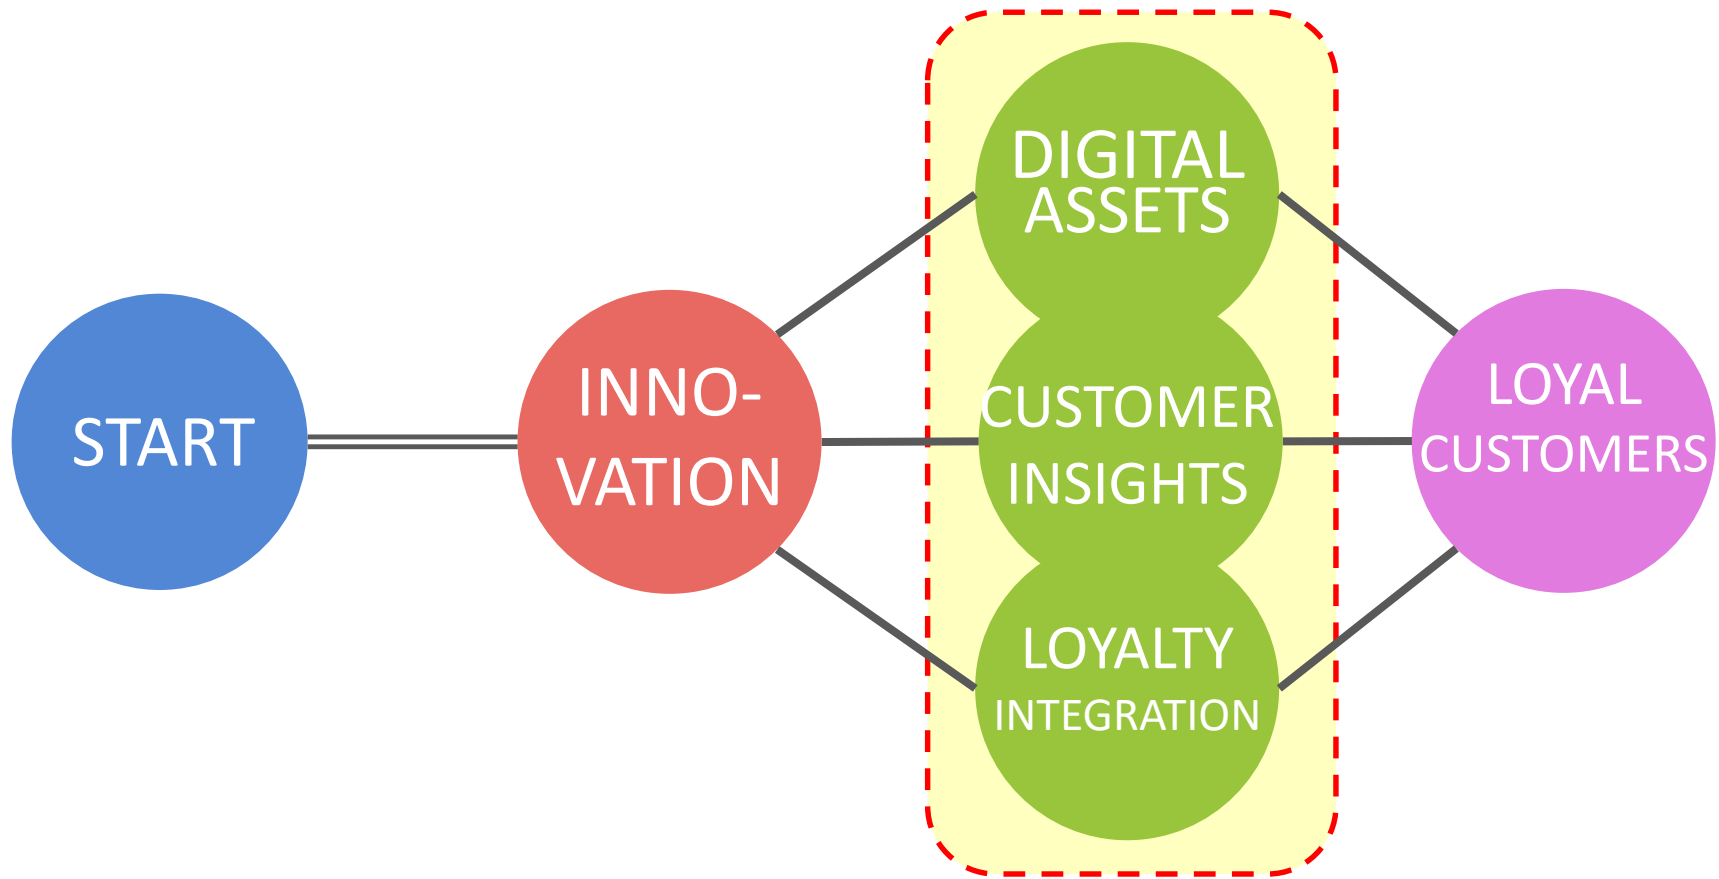 START
INNO-
VATION
DIGITAL
ASSETS
CUSTOMER
INSIGHTS
LOYALTY
INTEGRATION
LOYAL
CUSTOMERS